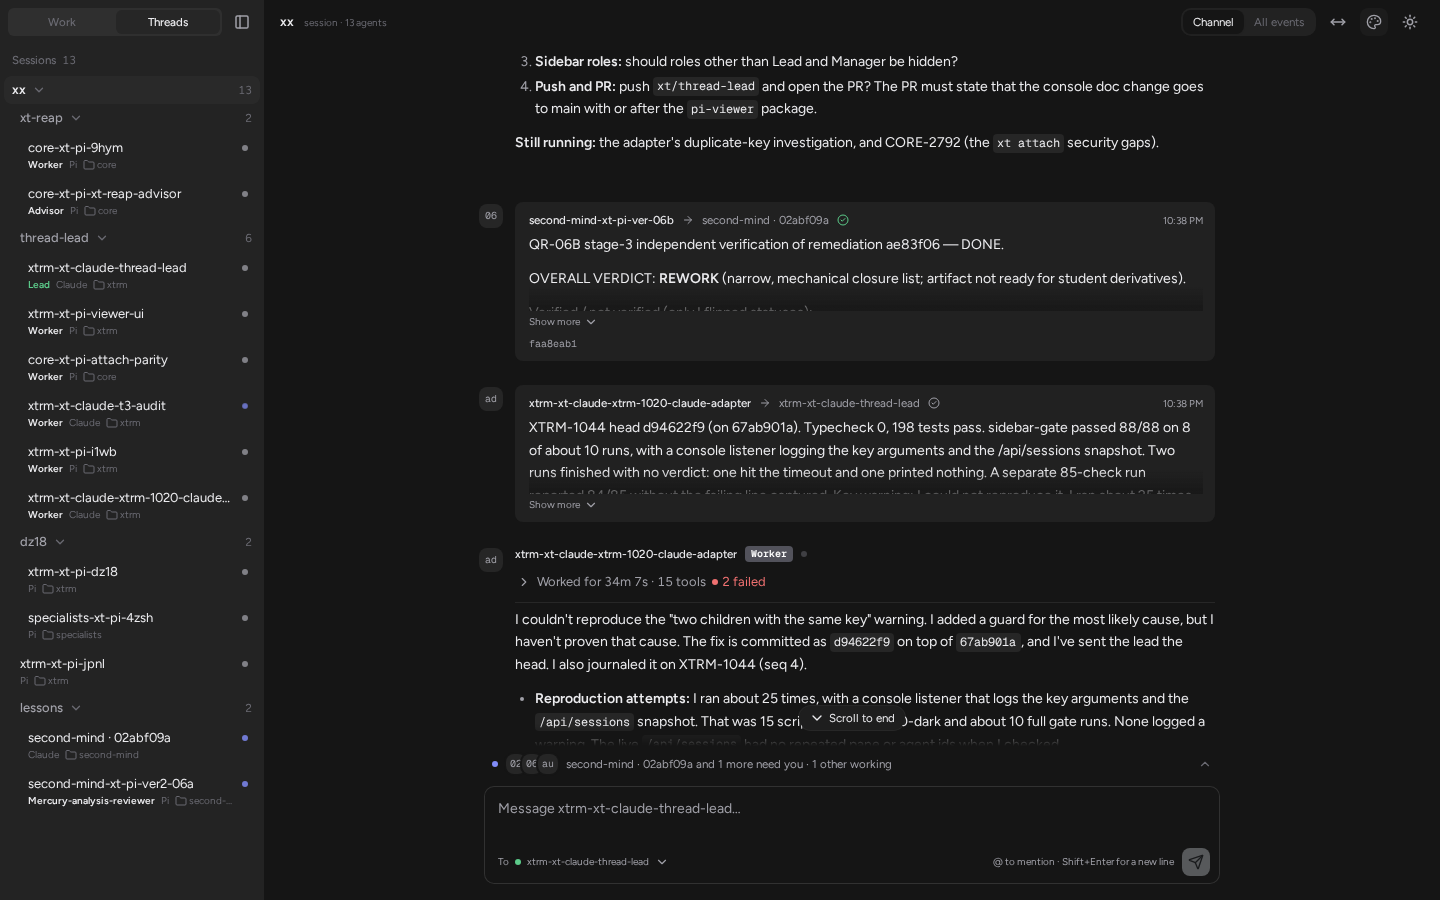 Work
Threads
Sessions 13
xx
13
xt-reap
2
core-xt-pi-9hym
Worker Pi core
core-xt-pi-xt-reap-advisor
Advisor Pi core
thread-lead
6
xtrm-xt-claude-thread-lead
Lead Claude xtrm
xtrm-xt-pi-viewer-ui
Worker Pi xtrm
core-xt-pi-attach-parity
Worker Pi core
xtrm-xt-claude-t3-audit
Worker Claude xtrm
xtrm-xt-pi-i1wb
Worker Pi xtrm
xtrm-xt-claude-xtrm-1020-claude...
Worker Claude xtrm
dz18
2
xtrm-xt-pi-dz18
Pi xtrm
specialists-xt-pi-4zsh
Pi specialists
xtrm-xt-pi-jpnl
Pi xtrm
lessons
2
second-mind · 02abf09a
Claude second-mind
second-mind-xt-pi-ver2-06a
Mercury-analysis-reviewer Pi second-...
xx session · 13 agents
Channel
All events
3. Sidebar roles: should roles other than Lead and Manager be hidden?
4. Push and PR: push xt/thread-lead and open the PR? The PR must state that the console doc change goes
to main with or after the pi-viewer package.
Still running: the adapter's duplicate-key investigation, and CORE-2792 (the xt attach security gaps).
06
second-mind-xt-pi-ver-06b → second-mind · 02abf09a
10:38 PM
QR-06B stage-3 independent verification of remediation ae83f06 — DONE.
OVERALL VERDICT: REWORK (narrow, mechanical closure list; artifact not ready for student derivatives).
Show more
faa8eab1
ad
xtrm-xt-claude-xtrm-1020-claude-adapter → xtrm-xt-claude-thread-lead
10:38 PM
XTRM-1044 head d94622f9 (on 67ab901a). Typecheck 0, 198 tests pass. sidebar-gate passed 88/88 on 8
of about 10 runs, with a console listener logging the key arguments and the /api/sessions snapshot. Two
runs finished with no verdict: one hit the timeout and one printed nothing. A separate 85-check run
Show more
ad
xtrm-xt-claude-xtrm-1020-claude-adapter Worker
Worked for 34m 7s · 15 tools 2 failed
I couldn't reproduce the "two children with the same key" warning. I added a guard for the most likely cause, but I
haven't proven that cause. The fix is committed as d94622f9 on top of 67ab901a, and I've sent the lead the
head. I also journaled it on XTRM-1044 (seq 4).
• Reproduction attempts: I ran about 25 times, with a console listener that logs the key arguments and the
/api/sessions snapshot. That was 15 scrip
Scroll to end
-dark and about 10 full gate runs. None logged a
warning. The live /api/sessions had no repeated pane or agent ids when I checked.
02 06 au second-mind · 02abf09a and 1 more need you · 1 other working
Message xtrm-xt-claude-thread-lead...
To xtrm-xt-claude-thread-lead
@ to mention · Shift+Enter for a new line